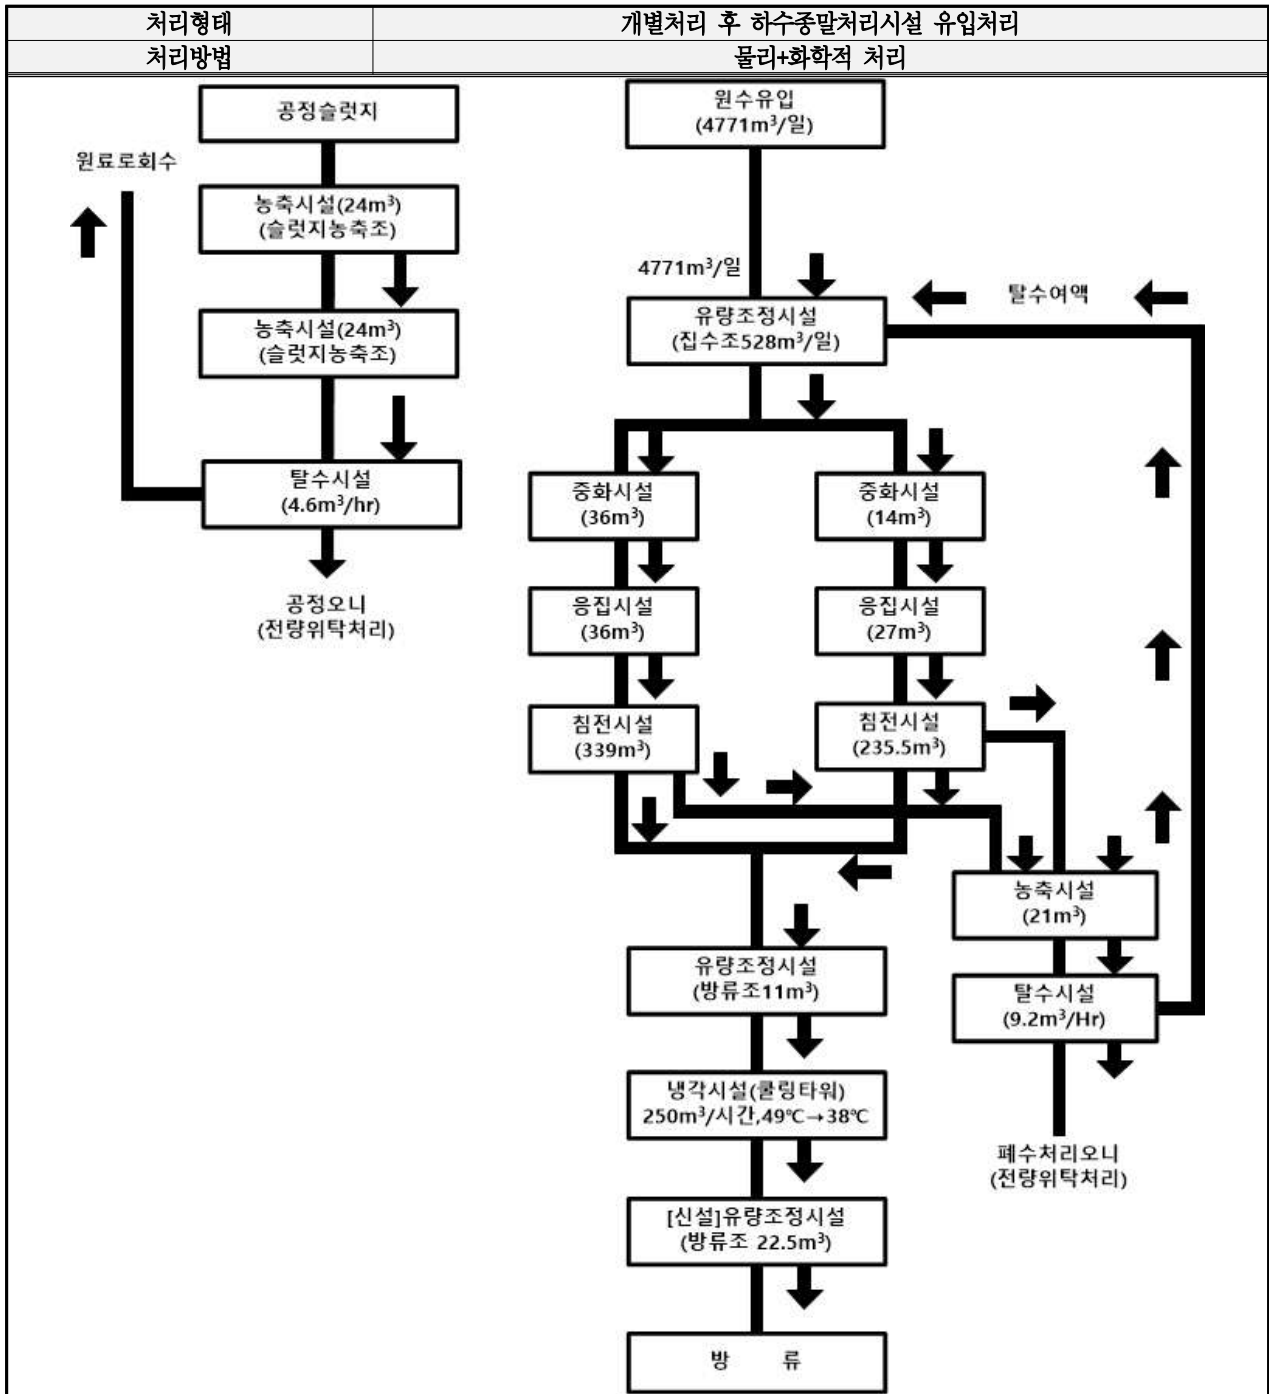 처리형태
개별처리 후 하수종말처리시설 유입처리
처리방법
물리+화학적 처리
공정슬럿지
원료로회수
농축시설(24m³)
(슬럿지농축조)
농축시설(24m³)
(슬럿지농축조)
탈수시설
(4.6m³/hr)
공정오니
(전량위탁처리)
원수유입
(4771m³/일)
4771m³/일
유량조정시설
(집수조528m³/일)
탈수여액
중화시설
(36m³)
중화시설
(14m³)
응집시설
(36m³)
응집시설
(27m³)
침전시설
(339m³)
침전시설
(235.5m³)
농축시설
(21m³)
탈수시설
(9.2m³/Hr)
폐수처리오니
(전량위탁처리)
유량조정시설
(방류조11m³)
냉각시설(쿨링타워)
250m³/시간,49℃→38℃
[신설]유량조정시설
(방류조 22.5m³)
방 류